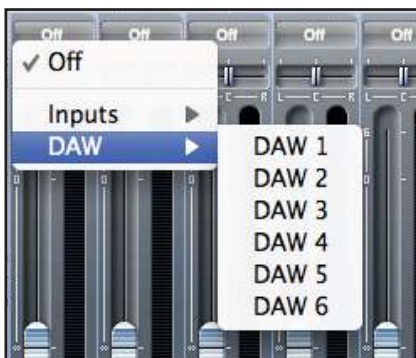 Off Off Off Off Off
✓ Off
Inputs
DAW
DAW 1
DAW 2
DAW 3
DAW 4
DAW 5
DAW 6
L C R L C R L C